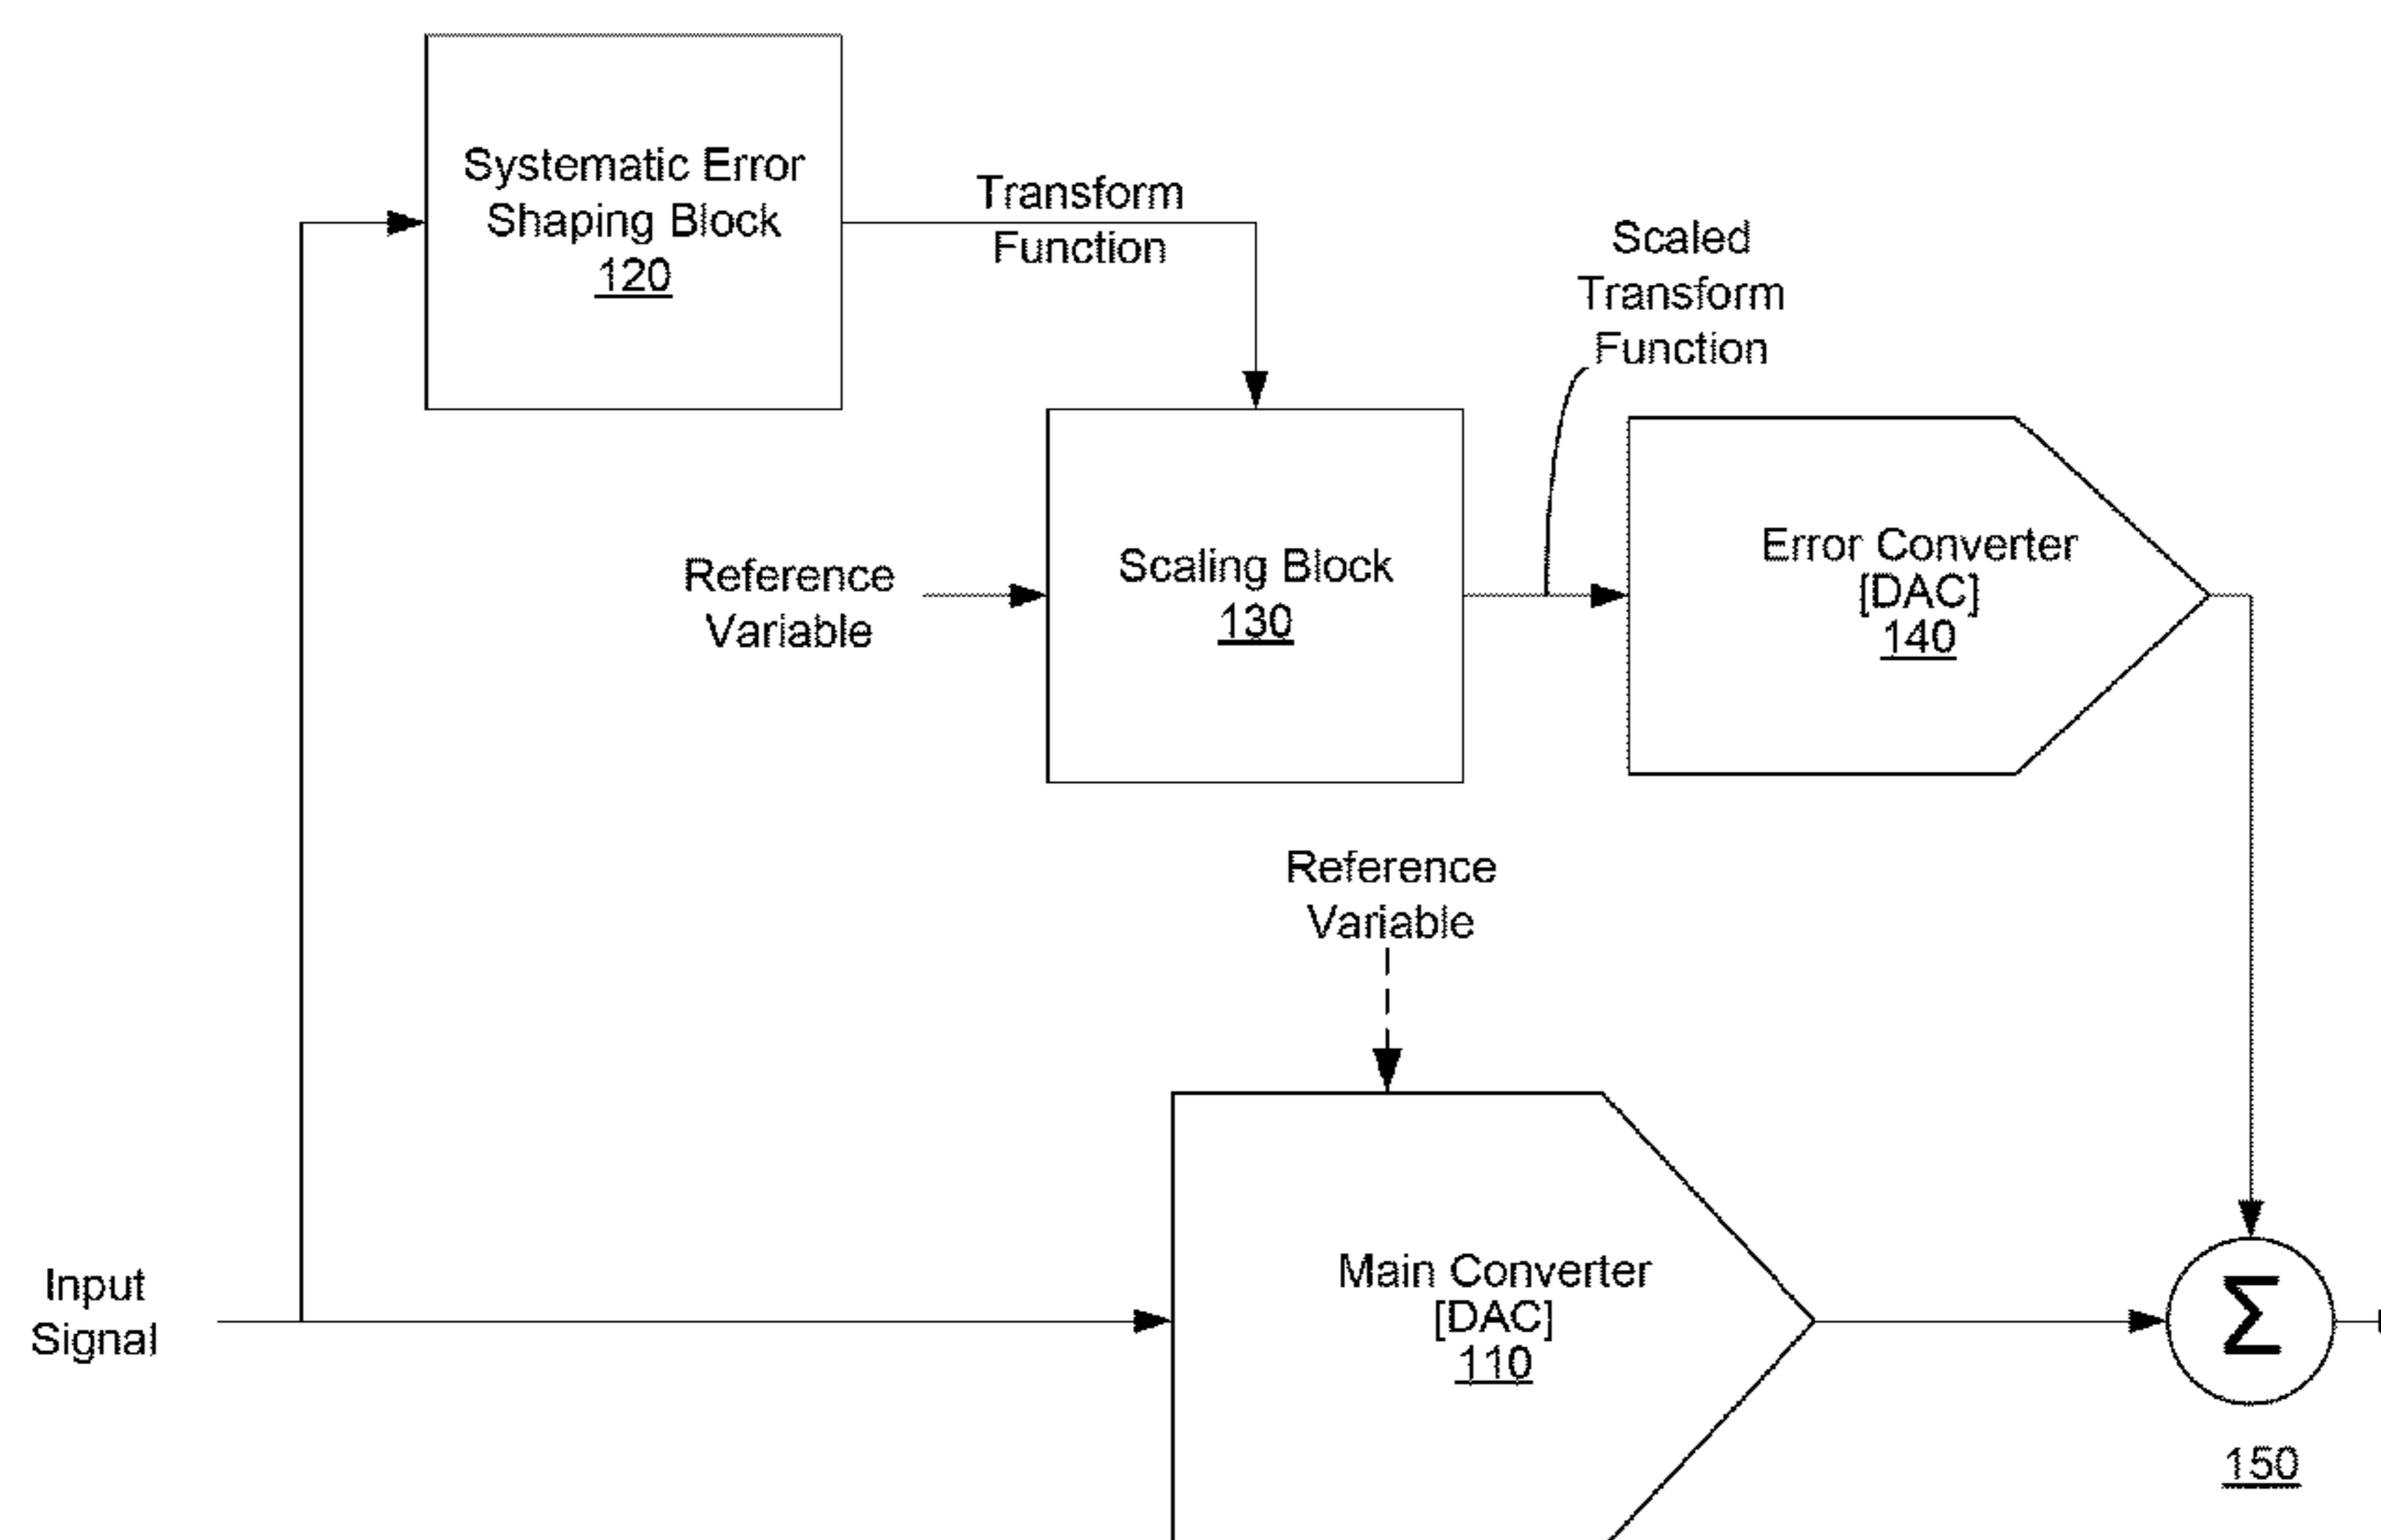 Systematic Error
Shaping Block
120
Transform
Function
Scaled
Transform
Function
Reference
Variable
Scaling Block
130
Error Converter
[DAC]
140
Reference
Variable
Input
Signal
Main Converter
[DAC]
110
Σ
150